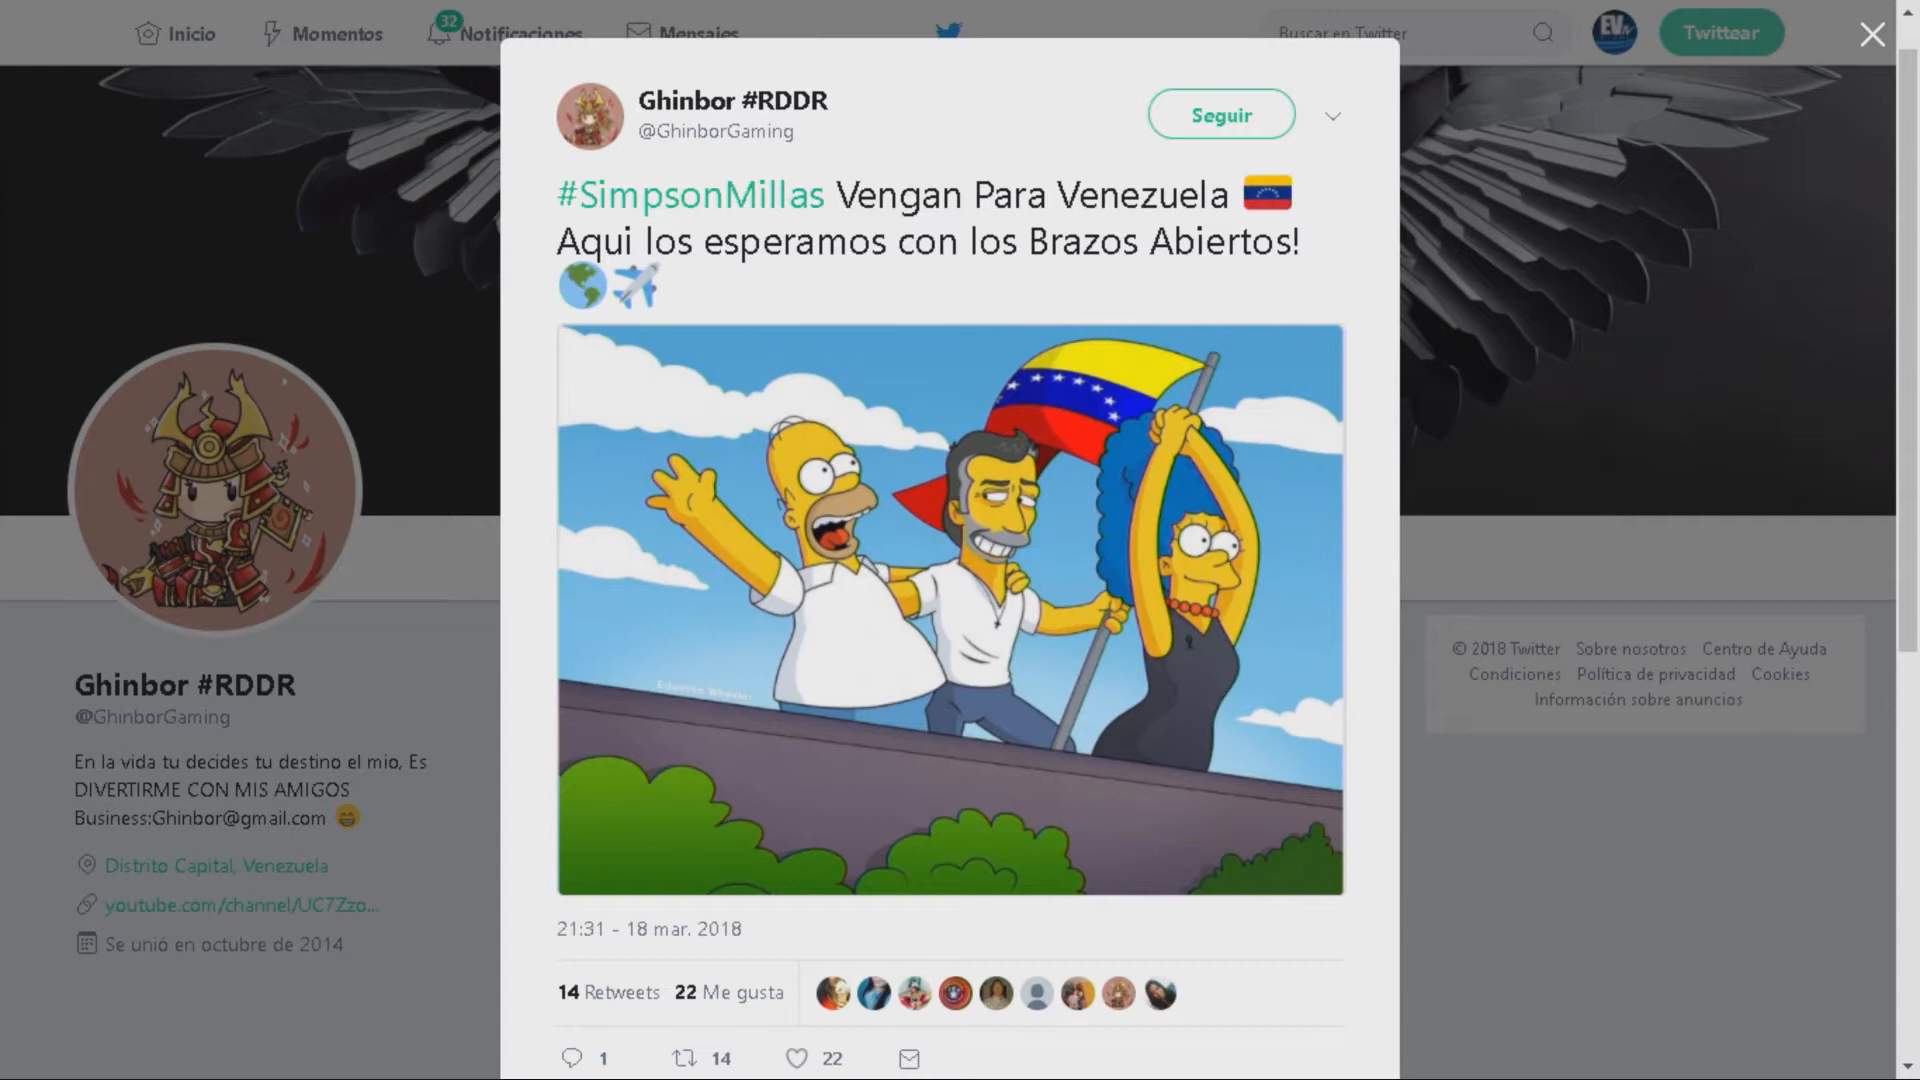 Inicio
Momentos
32
Notificaciones
Mensajes
Buscar en Twitter
EV
Twittear
Ghinbor #RDDR
@GhinborGaming
Seguir
#SimpsonMillas Vengan Para Venezuela
Aqui los esperamos con los Brazos Abiertos!
21:31 - 18 mar. 2018
14 Retweets 22 Me gusta
1
14
22
Ghinbor #RDDR
@GhinborGaming
En la vida tu decides tu destino el mio, Es
DIVERTIRME CON MIS AMIGOS
Business:Ghinbor@gmail.com
Distrito Capital, Venezuela
youtube.com/channel/UC7Zzo...
Se unió en octubre de 2014
© 2018 Twitter Sobre nosotros Centro de Ayuda
Condiciones Política de privacidad Cookies
Información sobre anuncios